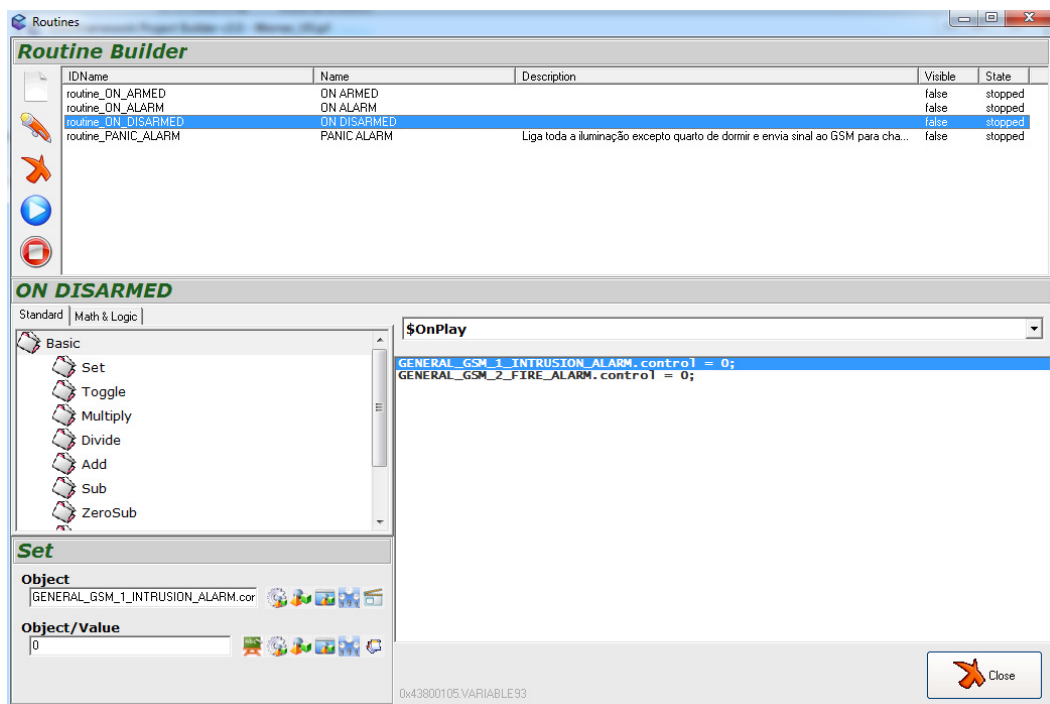 Routines
Routine Builder
IDName Name Description Visible State
routine_ON_ARMED ON ARMED false stopped
routine_ON_ALARM ON ALARM false stopped
routine_ON_DISARMED ON DISARMED false stopped
routine_PANIC_ALARM PANIC ALARM Liga toda a iluminação excepto quarto de dormir e envia sinal ao GSM para cha... false stopped
ON DISARMED
Standard Math & Logic
$OnPlay
Basic
Set
Toggle
Multiply
Divide
Add
Sub
ZeroSub
GENERAL_GSM_1_INTRUSION_ALARM.control = 0;
GENERAL_GSM_2_FIRE_ALARM.control = 0;
Set
Object
GENERAL_GSM_1_INTRUSION_ALARM.cor
Object/Value
0
0x43800105.VARIABLE93
Close